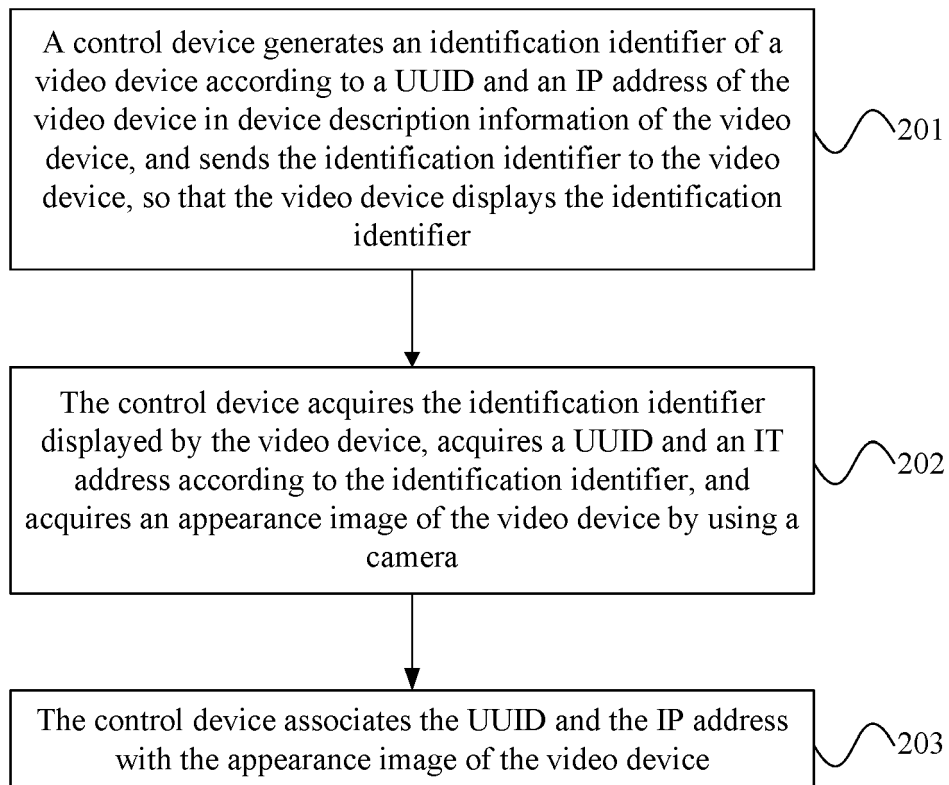 A control device generates an identification identifier of a
video device according to a UUID and an IP address of the
video device in device description information of the video
device, and sends the identification identifier to the video
device, so that the video device displays the identification
identifier
201
The control device acquires the identification identifier
displayed by the video device, acquires a UUID and an IT
address according to the identification identifier, and
acquires an appearance image of the video device by using a
camera
202
The control device associates the UUID and the IP address
with the appearance image of the video device
203